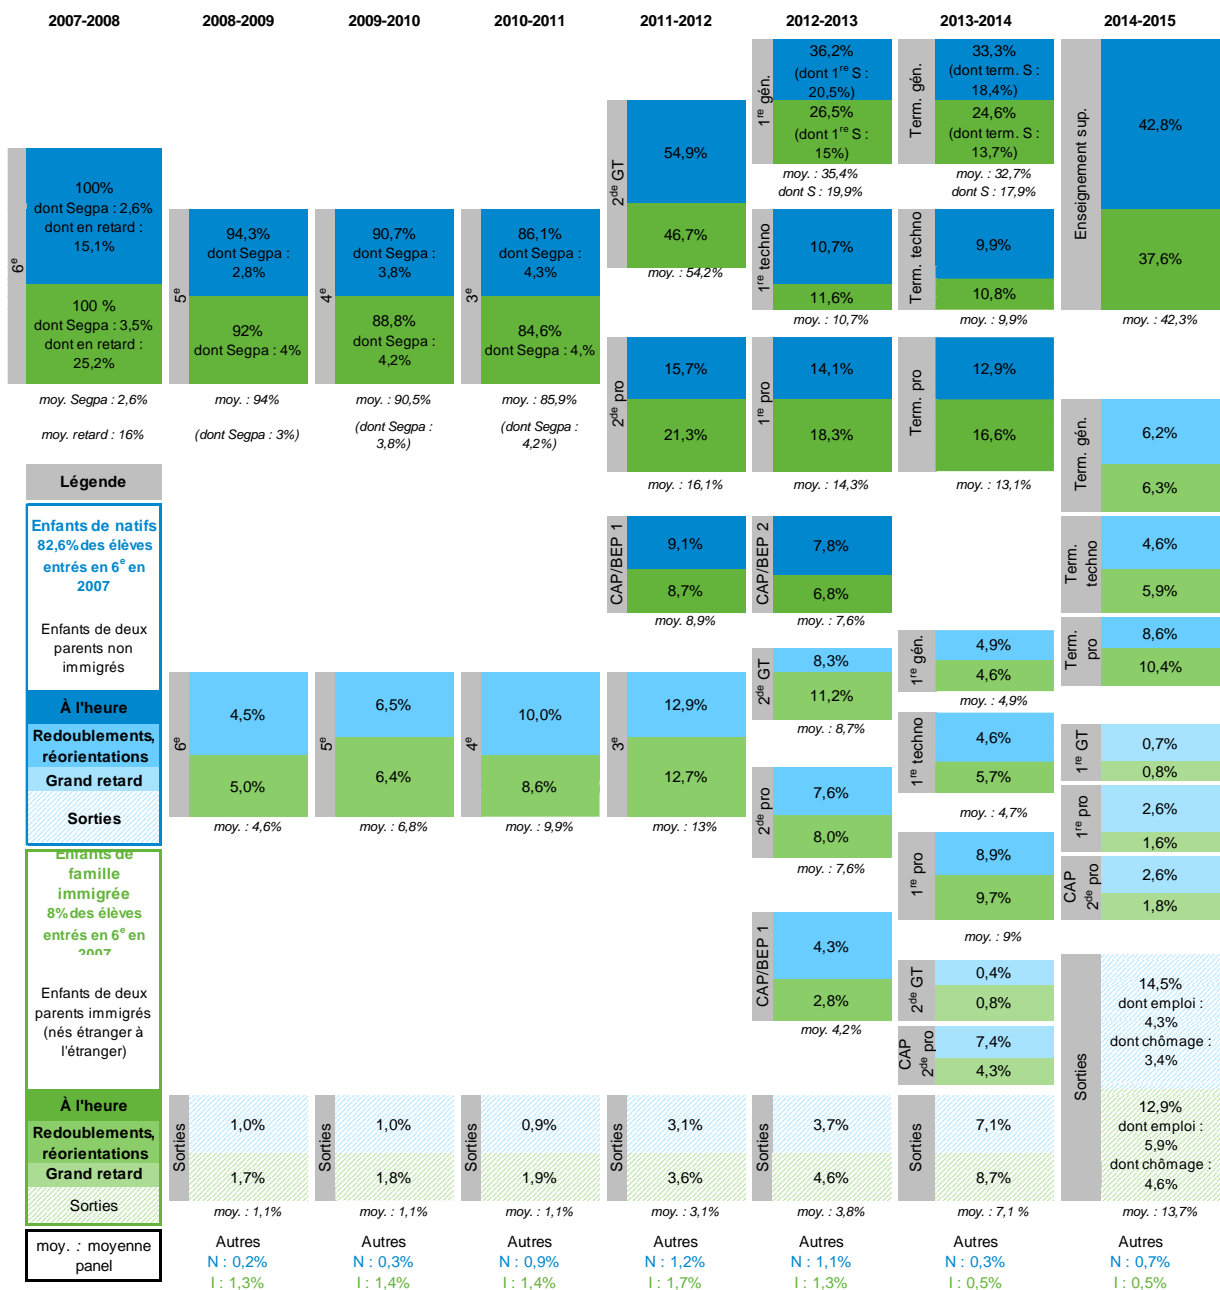 2007-2008
2008-2009
2009-2010
2010-2011
2011-2012
2012-2013
2013-2014
2014-2015
6e
100%
dont Segpa : 2,6%
dont en retard :
15,1%
100 %
dont Segpa : 3,5%
dont en retard :
25,2%
moy. Segpa : 2,6%
moy. retard : 16%
5e
94,3%
dont Segpa :
2,8%
92%
dont Segpa : 4%
moy. : 94%
(dont Segpa : 3%)
4e
90,7%
dont Segpa :
3,8%
88,8%
dont Segpa :
4,2%
moy. : 90,5%
(dont Segpa :
3,8%)
3e
86,1%
dont Segpa :
4,3%
84,6%
dont Segpa : 4,%
moy. : 85,9%
(dont Segpa :
4,2%)
2de GT
54,9%
46,7%
moy. : 54,2%
2de pro
15,7%
21,3%
moy. : 16,1%
CAP/BEP 1
9,1%
8,7%
moy. 8,9%
1re gén.
36,2%
(dont 1re S :
20,5%)
26,5%
(dont 1re S :
15%)
moy. : 35,4%
dont S : 19,9%
1re techno
10,7%
11,6%
moy. : 10,7%
1re pro
14,1%
18,3%
moy. : 14,3%
CAP/BEP 2
7,8%
6,8%
moy. : 7,6%
Term. gén.
33,3%
(dont term. S :
18,4%)
24,6%
(dont term. S :
13,7%)
moy. : 32,7%
dont S : 17,9%
Term. techno
9,9%
10,8%
moy. : 9,9%
Term. pro
12,9%
16,6%
moy. : 13,1%
Enseignement sup.
42,8%
37,6%
moy. : 42,3%
Term. gén.
6,2%
6,3%
Term.
techno
4,6%
5,9%
Term.
pro
8,6%
10,4%
1re GT
0,7%
0,8%
1re pro
2,6%
1,6%
CAP
2de pro
2,6%
1,8%
6e
4,5%
5,0%
moy. : 4,6%
5e
6,5%
6,4%
moy. : 6,8%
4e
10,0%
8,6%
moy. : 9,9%
3e
12,9%
12,7%
moy. : 13%
2de GT
8,3%
11,2%
moy. : 8,7%
2de pro
7,6%
8,0%
moy. : 7,6%
CAP/BEP 1
4,3%
2,8%
moy. : 4,2%
1re gén.
4,9%
4,6%
moy. : 4,9%
1re techno
4,6%
5,7%
moy. : 4,7%
1re pro
8,9%
9,7%
moy. : 9%
2de GT
0,4%
0,8%
CAP
2de pro
7,4%
4,3%
Sorties
1,0%
1,7%
moy. : 1,1%
Sorties
1,0%
1,8%
moy. : 1,1%
Sorties
0,9%
1,9%
moy. : 1,1%
Sorties
3,1%
3,6%
moy. : 3,1%
Sorties
3,7%
4,6%
moy. : 3,8%
Sorties
7,1%
8,7%
moy. : 7,1 %
Sorties
14,5%
dont emploi :
4,3%
dont chômage :
3,4%
12,9%
dont emploi :
5,9%
dont chômage :
4,6%
moy. : 13,7%
Autres
N : 0,2%
I : 1,3%
Autres
N : 0,3%
I : 1,4%
Autres
N : 0,9%
I : 1,4%
Autres
N : 1,2%
I : 1,7%
Autres
N : 1,1%
I : 1,3%
Autres
N : 0,3%
I : 0,5%
Autres
N : 0,7%
I : 0,5%
Légende
Enfants de natifs
82,6% des élèves
entrés en 6e en
2007
Enfants de deux
parents non
immigrés
À l'heure
Redoublements,
réorientations
Grand retard
Sorties
Enfants de
famille
immigrée
8% des élèves
entrés en 6e en
2007
Enfants de deux
parents immigrés
(nés étranger à
l'étranger)
À l'heure
Redoublements,
réorientations
Grand retard
Sorties
moy. : moyenne
panel